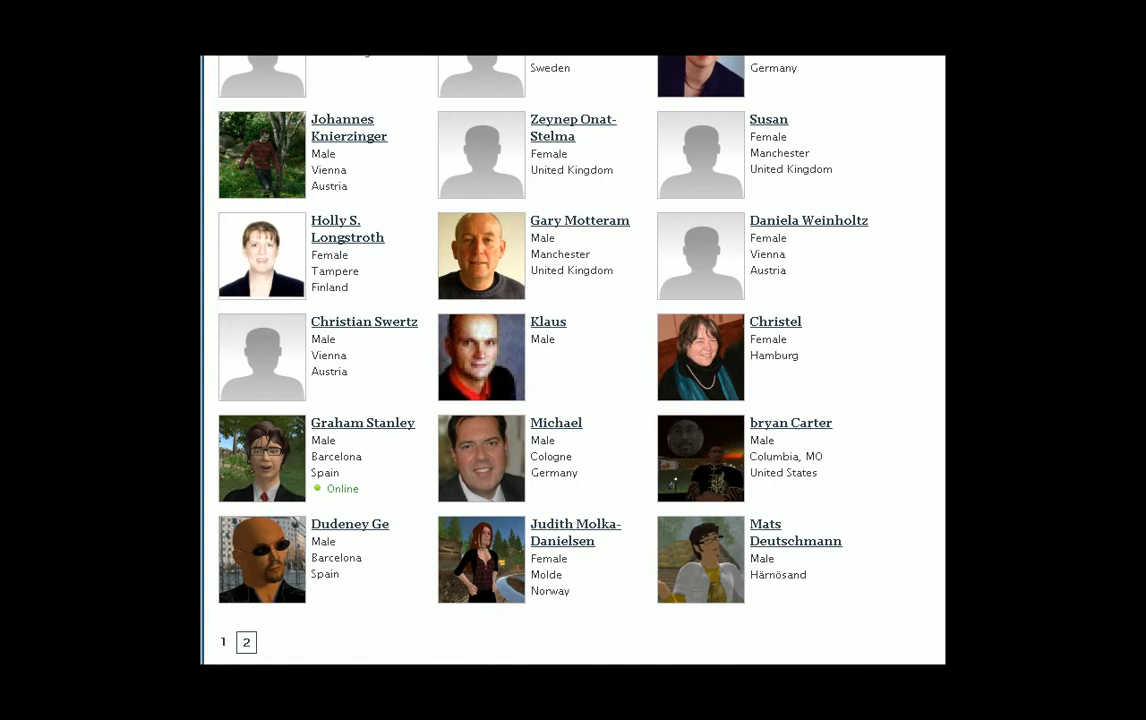 Sweden
Germany
Johannes
Knierzinger
Male
Vienna
Austria
Zeynep Onat-
Stelma
Female
United Kingdom
Susan
Female
Manchester
United Kingdom
Holly S.
Longstroth
Female
Tampere
Finland
Gary Motteram
Male
Manchester
United Kingdom
Daniela Weinholtz
Female
Vienna
Austria
Christian Swertz
Male
Vienna
Austria
Klaus
Male
Christel
Female
Hamburg
Graham Stanley
Male
Barcelona
Spain
Online
Michael
Male
Cologne
Germany
bryan Carter
Male
Columbia, MO
United States
Dudeney Ge
Male
Barcelona
Spain
Judith Molka-
Danielsen
Female
Molde
Norway
Mats
Deutschmann
Male
Härnösand
1 2